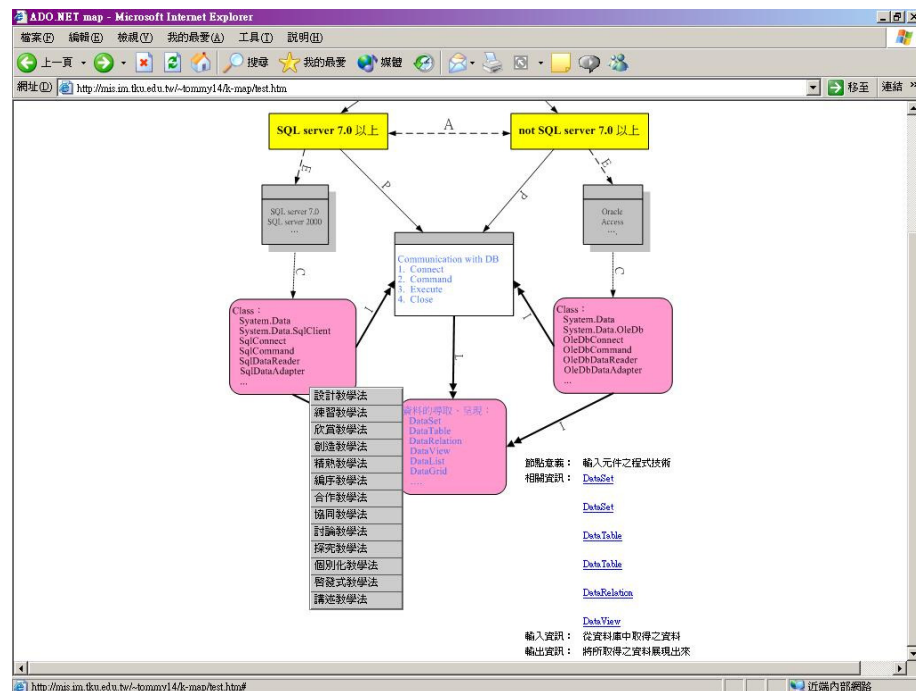 ADO.NET map - Microsoft Internet Explorer
檔案(F) 編輯(E) 檢視(V) 我的最愛(A) 工具(T) 說明(H)
上一頁 搜尋 我的最愛 媒體
網址(D) http://mis.im.tku.edu.tw/~tommy14/k-map/test.htm 移至 連結 »
SQL server 7.0 以上
A
not SQL server 7.0 以上
E
P
P
E
SQL server 7.0
SQL server 2000
...
Oracle
Access
....
C
C
Communication with DB
1. Connect
2. Command
3. Execute
4. Close
Class：
Syatem.Data
System.Data.SqlClient
SqlConnect
SqlCommand
SqlDataReader
SqlDataAdapter
...
I
I
Class：
Syatem.Data
System.Data.OleDb
OleDbConnect
OleDbCommand
OleDbDataReader
OleDbDataAdapter
...
L
I
設計教學法
練習教學法
欣賞教學法
創造教學法
精熟教學法
編序教學法
合作教學法
協同教學法
討論教學法
探究教學法
個別化教學法
啓發式教學法
講述教學法
資料的擷取、呈現：
DataSet
DataTable
DataRelation
DataView
DataList
DataGrid
.....
節點意義： 輸入元件之程式技術
相關資訊： DataSet
DataSet
DataTable
DataTable
DataRelation
DataView
輸入資訊： 從資料庫中取得之資料
輸出資訊： 將所取得之資料展現出來
http://mis.im.tku.edu.tw/~tommy14/k-map/test.htm# 近端內部網路